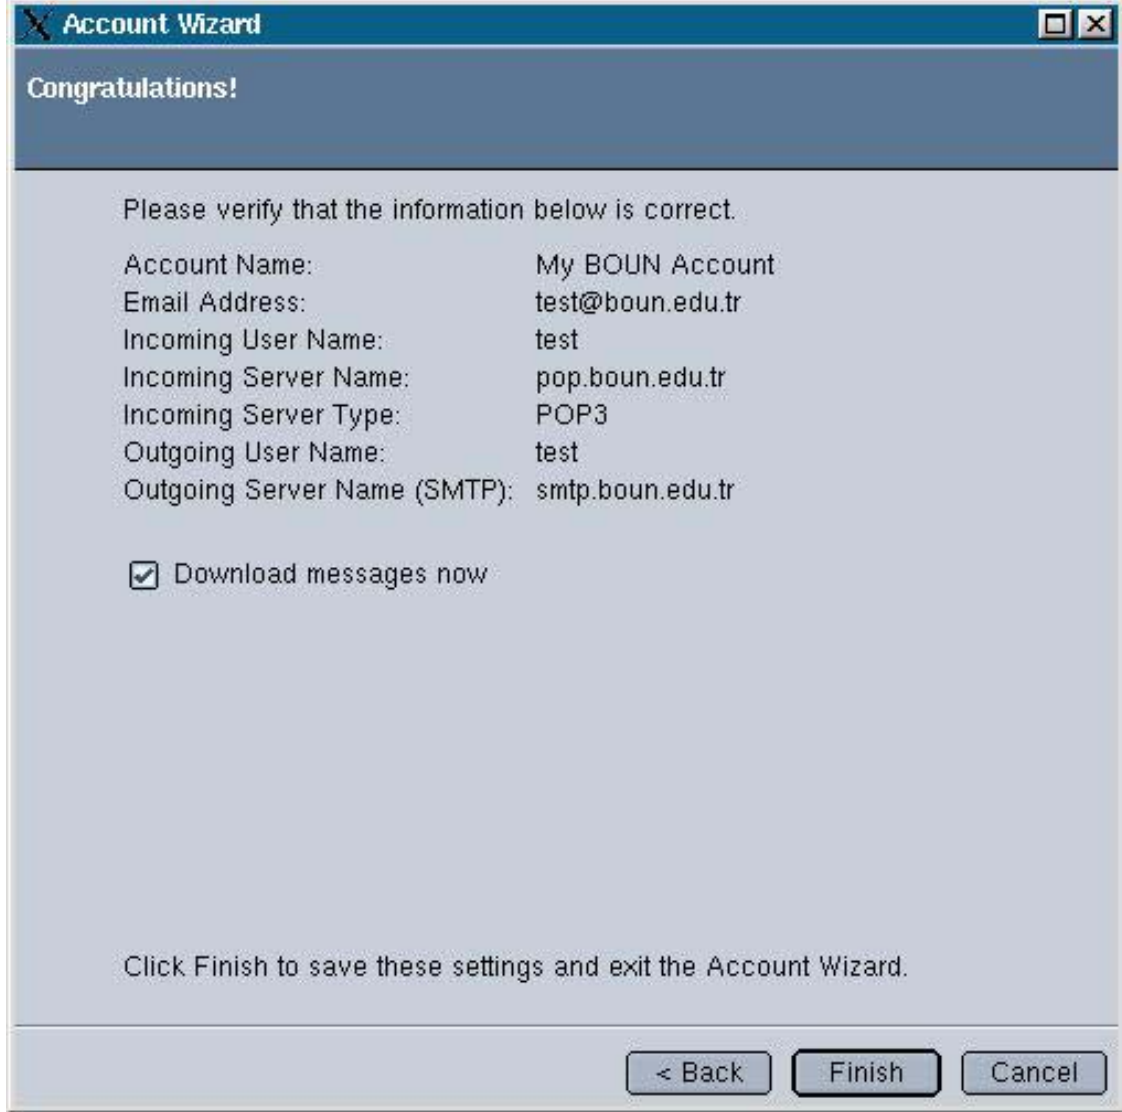 Account Wizard
Congratulations!
Please verify that the information below is correct.
Account Name: My BOUN Account
Email Address: test@boun.edu.tr
Incoming User Name: test
Incoming Server Name: pop.boun.edu.tr
Incoming Server Type: POP3
Outgoing User Name: test
Outgoing Server Name (SMTP): smtp.boun.edu.tr
Download messages now
Click Finish to save these settings and exit the Account Wizard.
< Back Finish Cancel